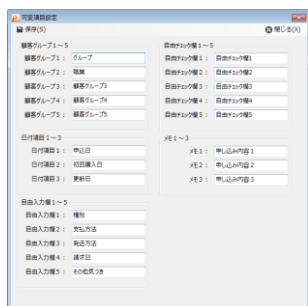 可変項目設定
保存(S)
閉じる(X)
顧客グループ1～5
顧客グループ1： グループ
顧客グループ2： 職業
顧客グループ3： 顧客グループ3
顧客グループ4： 顧客グループ4
顧客グループ5： 顧客グループ5
自由チェック欄1～5
自由チェック欄1： 自由チェック欄1
自由チェック欄2： 自由チェック欄2
自由チェック欄3： 自由チェック欄3
自由チェック欄4： 自由チェック欄4
自由チェック欄5： 自由チェック欄5
日付項目1～3
日付項目1： 申込日
日付項目2： 初回購入日
日付項目3： 更新日
メモ1～3
メモ1： 申し込み内容1
メモ2： 申し込み内容2
メモ3： 申し込み内容3
自由入力欄1～5
自由入力欄1： 種別
自由入力欄2： 支払方法
自由入力欄3： 発送方法
自由入力欄4： 請求日
自由入力欄5： その他気づき